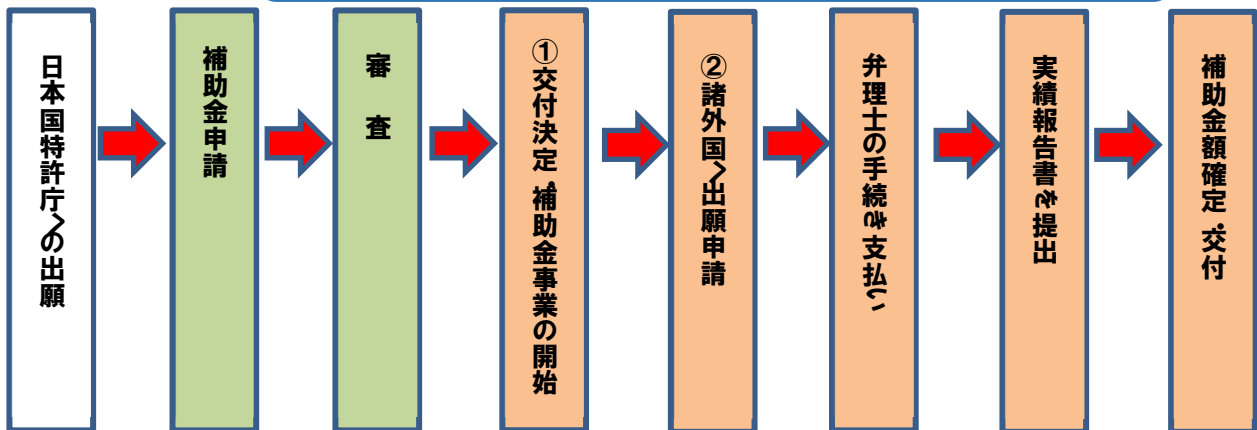 日本国特許庁への出願
補助金申請
審 査
①交付決定・補助金事業の開始
②諸外国へ出願申請
弁理士の手続き・支払い
実績報告書を提出
補助金額確定・交付